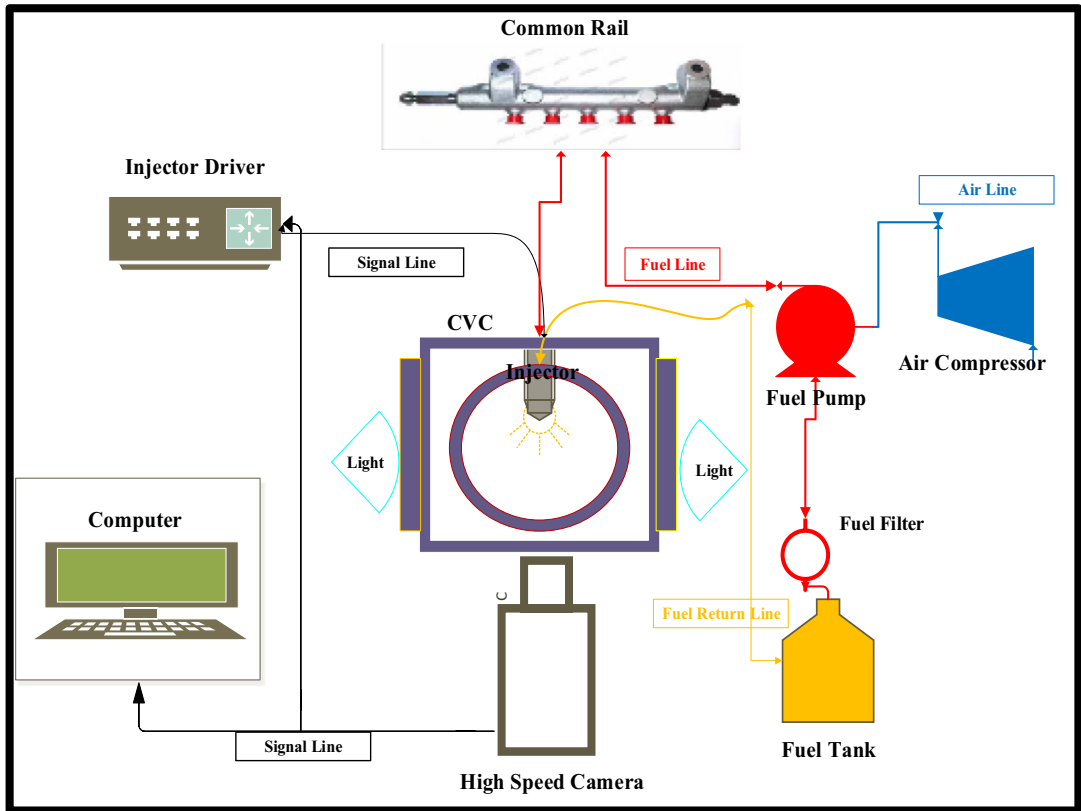 Common Rail
Injector Driver
Air Line
Signal Line
Fuel Line
CVC
Injector
Air Compressor
Fuel Pump
Light
Light
Computer
Fuel Filter
C
Fuel Return Line
Signal Line
Fuel Tank
High Speed Camera